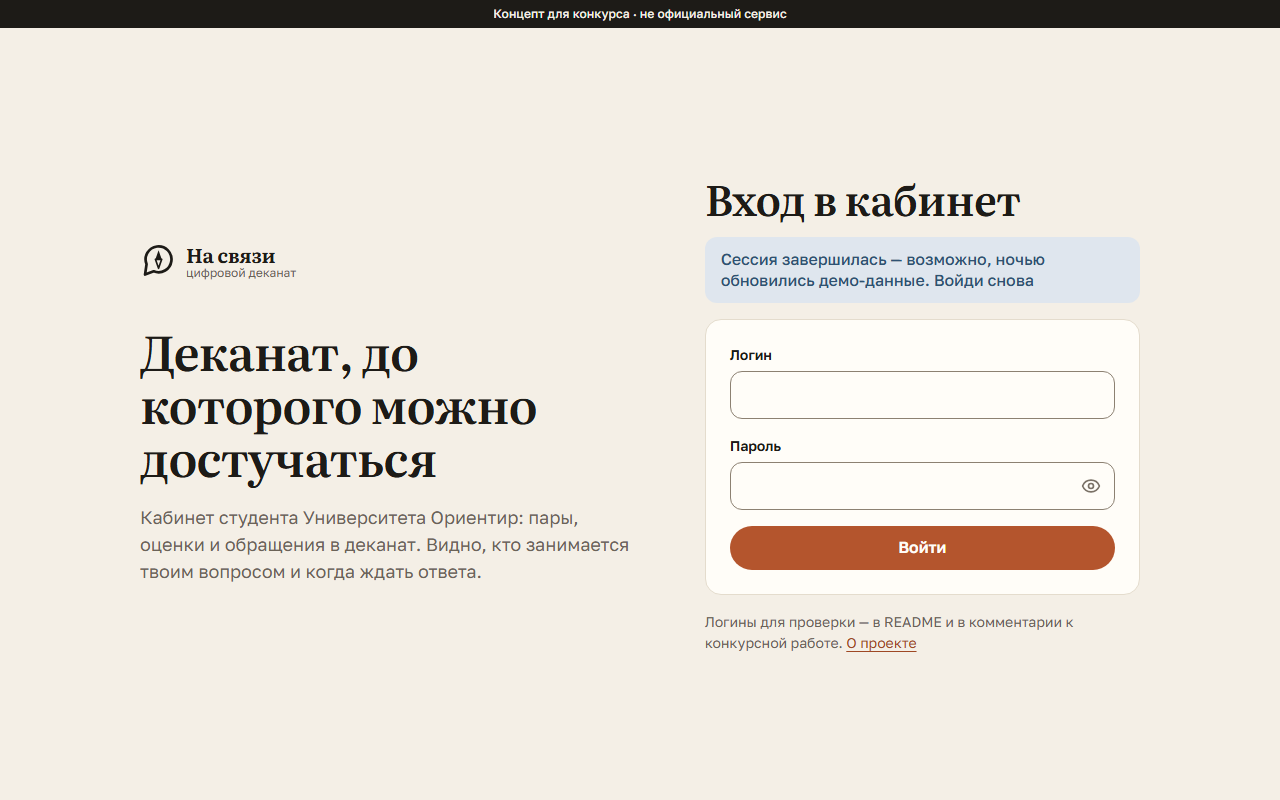 Концепт для конкурса · не официальный сервис
На связи
цифровой деканат
Деканат, до
которого можно
достучаться
Кабинет студента Университета Ориентир: пары,
оценки и обращения в деканат. Видно, кто занимается
твоим вопросом и когда ждать ответа.
Вход в кабинет
Сессия завершилась — возможно, ночью
обновились демо-данные. Войди снова
Логин
Пароль
Войти
Логины для проверки — в README и в комментарии к
конкурсной работе. О проекте